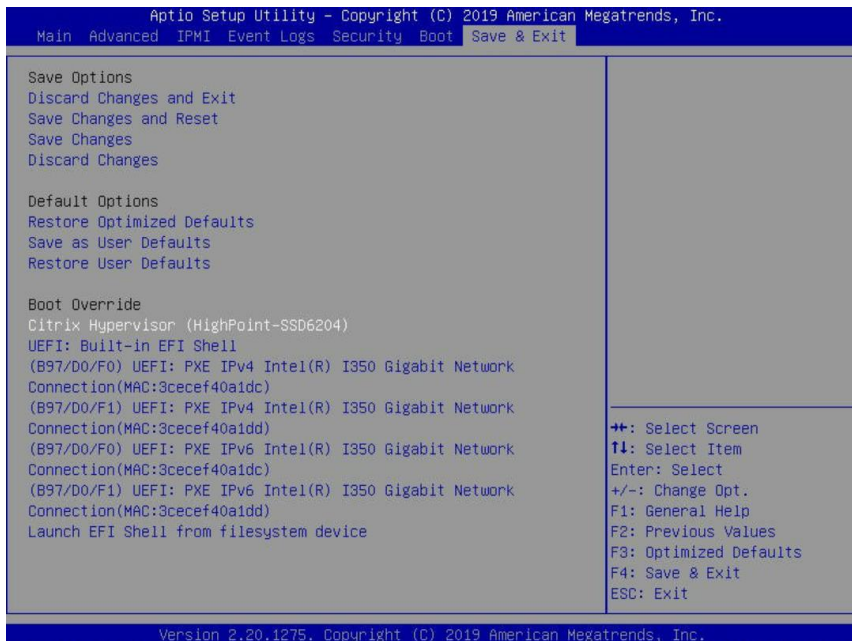 Aptio Setup Utility – Copyright (C) 2019 American Megatrends, Inc.
Main Advanced IPMI Event Logs Security Boot Save & Exit
Save Options
Discard Changes and Exit
Save Changes and Reset
Save Changes
Discard Changes
Default Options
Restore Optimized Defaults
Save as User Defaults
Restore User Defaults
Boot Override
Citrix Hypervisor (HighPoint-SSD6204)
UEFI: Built-in EFI Shell
(B97/D0/F0) UEFI: PXE IPv4 Intel(R) I350 Gigabit Network
Connection(MAC:3cecef40a1dc)
(B97/D0/F1) UEFI: PXE IPv4 Intel(R) I350 Gigabit Network
Connection(MAC:3cecef40a1dd)
(B97/D0/F0) UEFI: PXE IPv6 Intel(R) I350 Gigabit Network
Connection(MAC:3cecef40a1dc)
(B97/D0/F1) UEFI: PXE IPv6 Intel(R) I350 Gigabit Network
Connection(MAC:3cecef40a1dd)
Launch EFI Shell from filesystem device
→←: Select Screen
↑↓: Select Item
Enter: Select
+/-: Change Opt.
F1: General Help
F2: Previous Values
F3: Optimized Defaults
F4: Save & Exit
ESC: Exit
Version 2.20.1275. Copyright (C) 2019 American Megatrends, Inc.